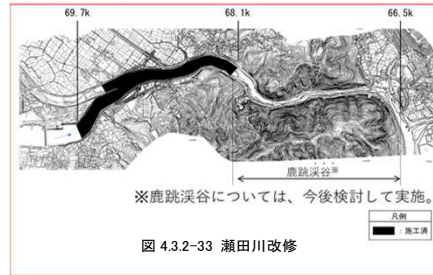 69.7k 68.1k 66.5k
鹿跳渓谷※
※鹿跳渓谷については、今後検討して実施。
凡例
：施工済
図 4.3.2-33 瀬田川改修